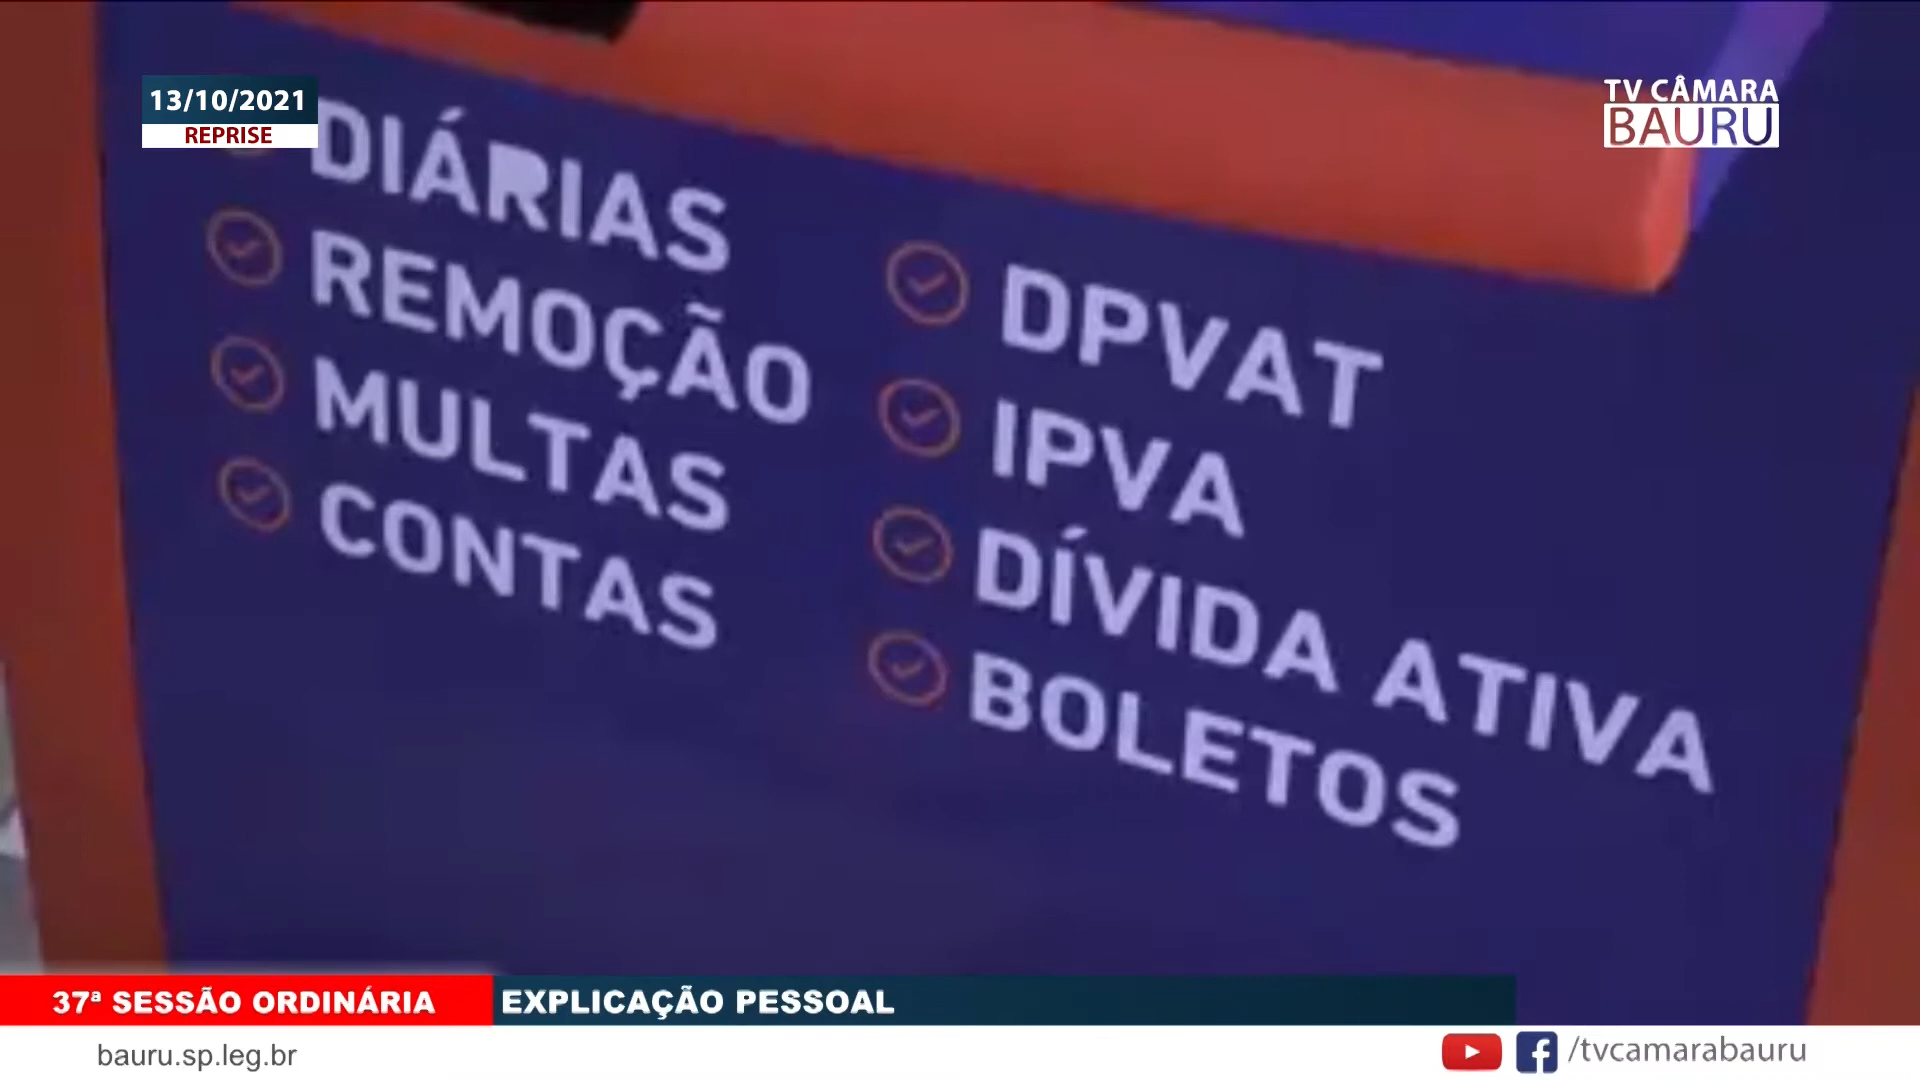 13/10/2021
REPRISE
TV CÂMARA
BAURU
DIÁRIAS
REMOÇÃO
MULTAS
CONTAS
DPVAT
IPVA
DÍVIDA ATIVA
BOLETOS
37ª SESSÃO ORDINÁRIA
EXPLICAÇÃO PESSOAL
bauru.sp.leg.br
/tvcamarabauru